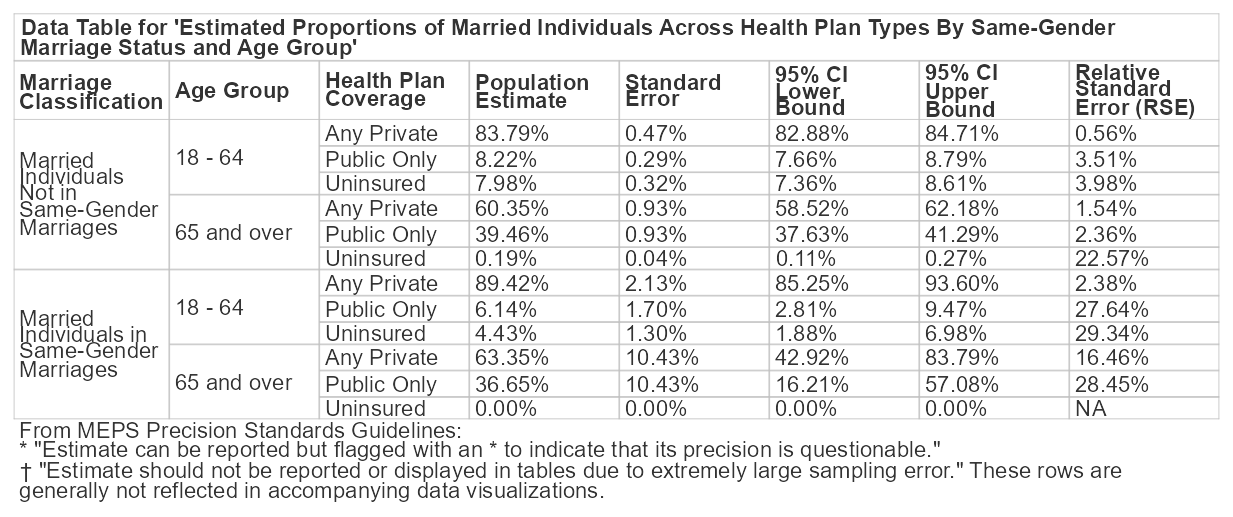 Data Table for 'Estimated Proportions of Married Individuals Across Health Plan Types By Same-Gender
Marriage Status and Age Group'
Marriage Classification Age Group Health Plan Coverage Population Estimate Standard Error 95% CI Lower Bound 95% CI Upper Bound Relative Standard Error (RSE)
Married Individuals Not in Same-Gender Marriages 18 - 64 Any Private 83.79% 0.47% 82.88% 84.71% 0.56%
Public Only 8.22% 0.29% 7.66% 8.79% 3.51%
Uninsured 7.98% 0.32% 7.36% 8.61% 3.98%
65 and over Any Private 60.35% 0.93% 58.52% 62.18% 1.54%
Public Only 39.46% 0.93% 37.63% 41.29% 2.36%
Uninsured 0.19% 0.04% 0.11% 0.27% 22.57%
Married Individuals in Same-Gender Marriages 18 - 64 Any Private 89.42% 2.13% 85.25% 93.60% 2.38%
Public Only 6.14% 1.70% 2.81% 9.47% 27.64%
Uninsured 4.43% 1.30% 1.88% 6.98% 29.34%
65 and over Any Private 63.35% 10.43% 42.92% 83.79% 16.46%
Public Only 36.65% 10.43% 16.21% 57.08% 28.45%
Uninsured 0.00% 0.00% 0.00% 0.00% NA
From MEPS Precision Standards Guidelines:
* "Estimate can be reported but flagged with an * to indicate that its precision is questionable."
† "Estimate should not be reported or displayed in tables due to extremely large sampling error." These rows are
generally not reflected in accompanying data visualizations.